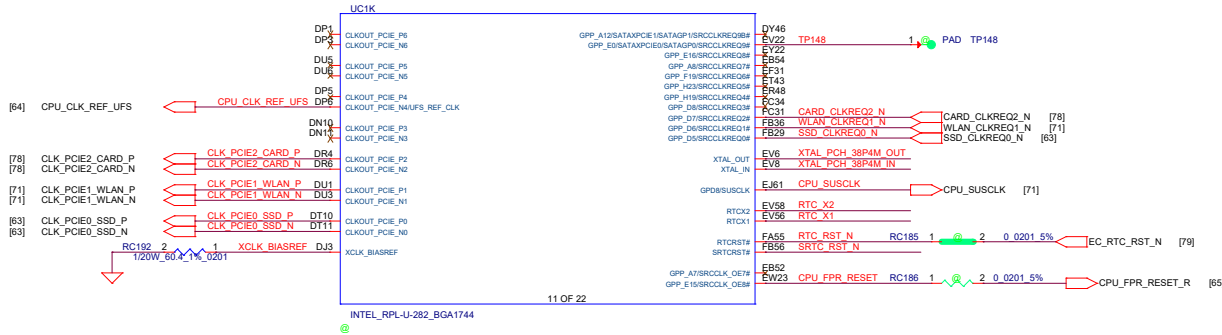 UC1K
DP1 CLKOUT_PCIE_P6 GPP_A12/SATAXPCIE1/SATAGP1/SRCCLKREQ9B# DY46
DP3 CLKOUT_PCIE_N6 GPP_E0/SATAXPCIE0/SATAGP0/SRCCLKREQ9# EV22 TP148 1 @ PAD TP148
GPP_E16/SRCCLKREQ8# EY22
DU5 CLKOUT_PCIE_P5 GPP_A8/SRCCLKREQ7# EB54
DU6 CLKOUT_PCIE_N5 GPP_F19/SRCCLKREQ6# EF31
GPP_H23/SRCCLKREQ5# ET43
DP5 CLKOUT_PCIE_P4 GPP_H19/SRCCLKREQ4# ER48
[64] CPU_CLK_REF_UFS CPU_CLK_REF_UFS DP6 CLKOUT_PCIE_N4/UFS_REF_CLK GPP_D8/SRCCLKREQ3# FC34
GPP_D7/SRCCLKREQ2# FC31 CARD_CLKREQ2_N CARD_CLKREQ2_N [78]
DN10 CLKOUT_PCIE_P3 GPP_D6/SRCCLKREQ1# FB36 WLAN_CLKREQ1_N WLAN_CLKREQ1_N [71]
CLKOUT_PCIE_N3 GPP_D5/SRCCLKREQ0# FB29 SSD_CLKREQ0_N SSD_CLKREQ0_N [63]
[78] CLK_PCIE2_CARD_P CLK_PCIE2_CARD_P DR4 CLKOUT_PCIE_P2 XTAL_OUT EV6 XTAL_PCH_38P4M_OUT
[78] CLK_PCIE2_CARD_N CLK_PCIE2_CARD_N DR6 CLKOUT_PCIE_N2 XTAL_IN EV8 XTAL_PCH_38P4M_IN
[71] CLK_PCIE1_WLAN_P CLK_PCIE1_WLAN_P DU1 CLKOUT_PCIE_P1 GPD8/SUSCLK EJ61 CPU_SUSCLK CPU_SUSCLK [71]
[71] CLK_PCIE1_WLAN_N CLK_PCIE1_WLAN_N DU3 CLKOUT_PCIE_N1
RTCX2 EV58 RTC_X2
[63] CLK_PCIE0_SSD_P CLK_PCIE0_SSD_P DT10 CLKOUT_PCIE_P0 RTCX1 EV56 RTC_X1
[63] CLK_PCIE0_SSD_N CLK_PCIE0_SSD_N DT11 CLKOUT_PCIE_N0
RTCRST# FA55 RTC_RST_N RC185 1 @ 2 0_0201_5% EC_RTC_RST_N [79]
RC192 2 1 XCLK_BIASREF DJ3 XCLK_BIASREF SRTCRST# FB56 SRTC_RST_N
1/20W_60.4_1%_0201
GPP_A7/SRCCLK_OE7# EB52
GPP_E15/SRCCLK_OE8# EW23 CPU_FPR_RESET RC186 1 @ 2 0_0201_5% CPU_FPR_RESET_R [65
11 OF 22
INTEL_RPL-U-282_BGA1744
@